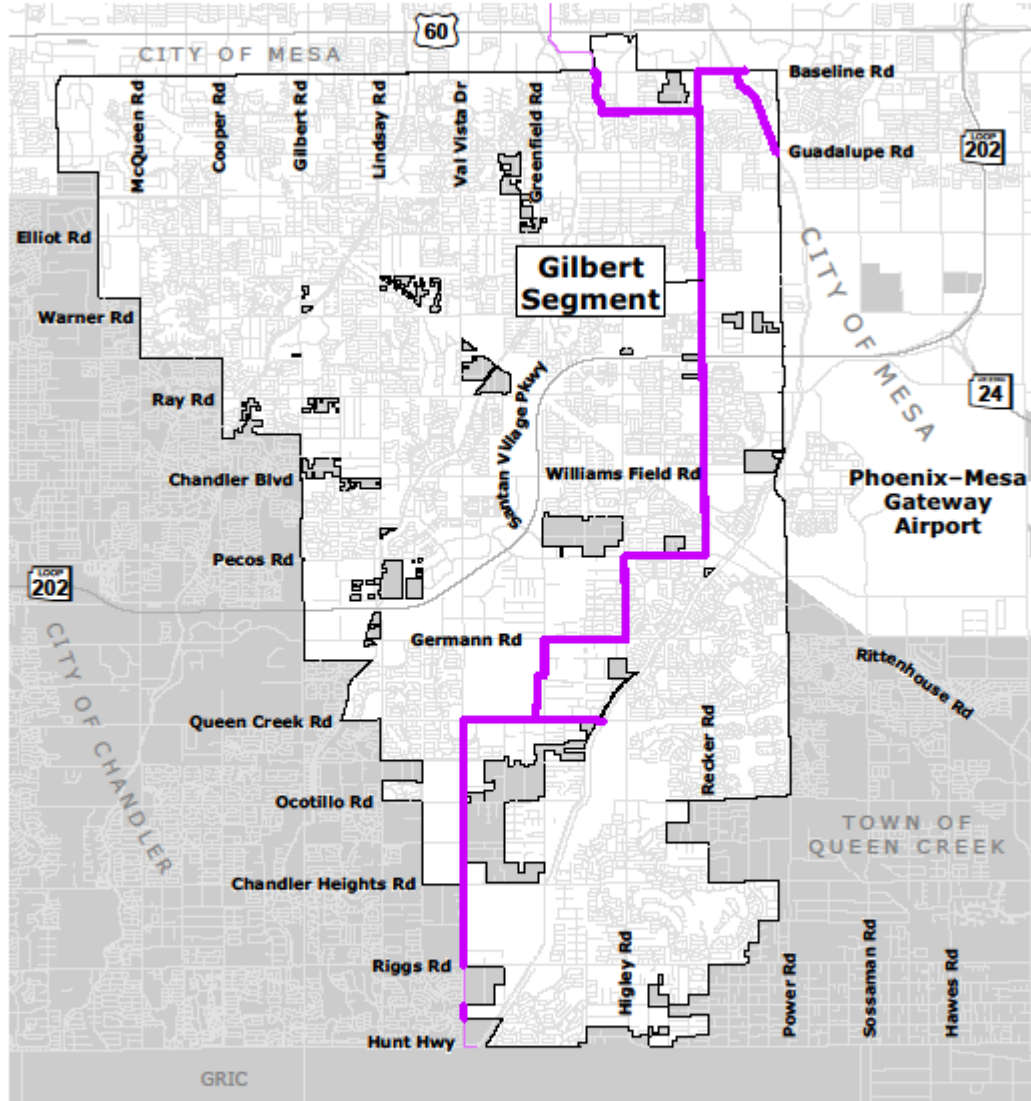 60
CITY OF MESA
Baseline Rd
McQueen Rd
Cooper Rd
Gilbert Rd
Lindsay Rd
Val Vista Dr
Greenfield Rd
LOOP
202
Guadalupe Rd
Elliot Rd
Gilbert
Segment
CITY OF MESA
Warner Rd
Santan Village Pkwy
Ray Rd
24
Chandler Blvd
Williams Field Rd
Phoenix–Mesa
Gateway
Airport
Pecos Rd
LOOP
202
CITY OF CHANDLER
Germann Rd
Rittenhouse Rd
Queen Creek Rd
Recker Rd
Ocotillo Rd
TOWN OF
QUEEN CREEK
Chandler Heights Rd
Riggs Rd
Higley Rd
Power Rd
Sossaman Rd
Hawes Rd
Hunt Hwy
GRIC